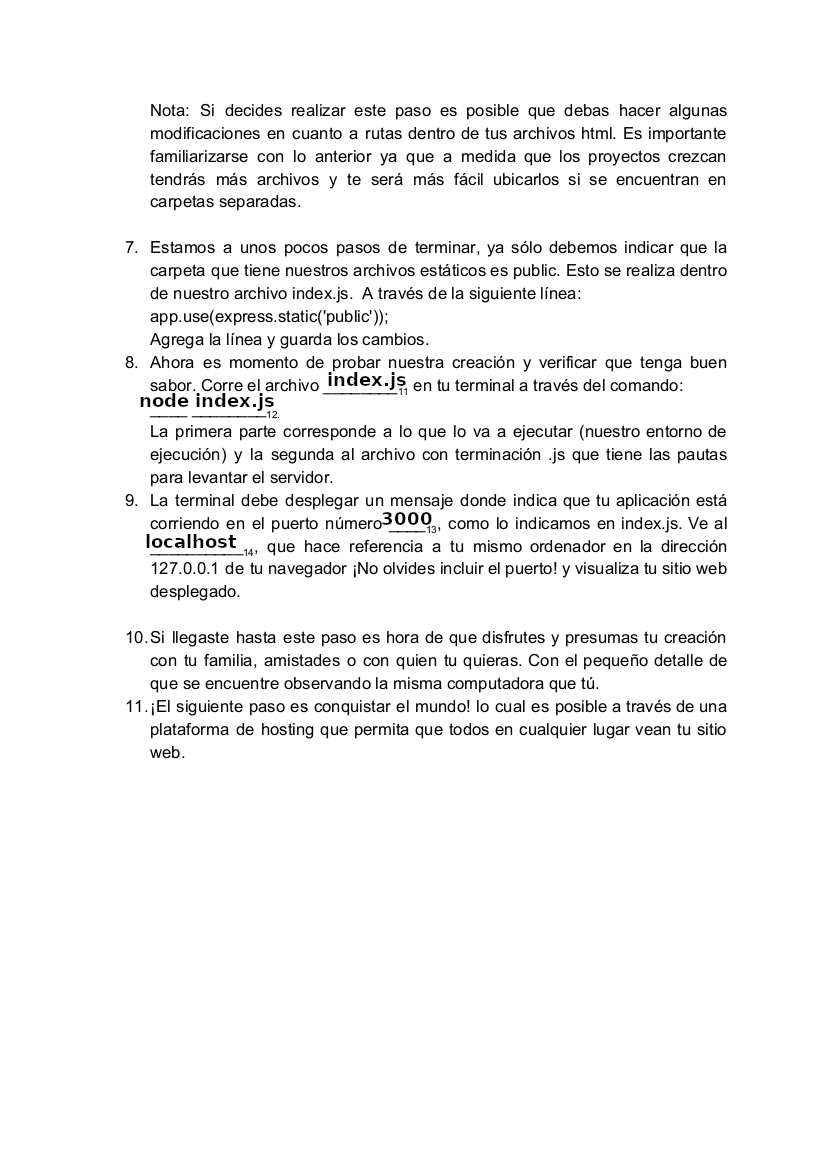 Nota: Si decides realizar este paso es posible que debas hacer algunas
modificaciones en cuanto a rutas dentro de tus archivos html. Es importante
familiarizarse con lo anterior ya que a medida que los proyectos crezcan
tendrás más archivos y te será más fácil ubicarlos si se encuentran en
carpetas separadas.
7. Estamos a unos pocos pasos de terminar, ya sólo debemos indicar que la
carpeta que tiene nuestros archivos estáticos es public. Esto se realiza dentro
de nuestro archivo index.js. A través de la siguiente línea:
app.use(express.static('public'));
Agrega la línea y guarda los cambios.
8. Ahora es momento de probar nuestra creación y verificar que tenga buen
sabor. Corre el archivo index.js 11 en tu terminal a través del comando:
node index.js 12.
La primera parte corresponde a lo que lo va a ejecutar (nuestro entorno de
ejecución) y la segunda al archivo con terminación .js que tiene las pautas
para levantar el servidor.
9. La terminal debe desplegar un mensaje donde indica que tu aplicación está
corriendo en el puerto número 3000 13, como lo indicamos en index.js. Ve al
localhost 14, que hace referencia a tu mismo ordenador en la dirección
127.0.0.1 de tu navegador ¡No olvides incluir el puerto! y visualiza tu sitio web
desplegado.
10. Si llegaste hasta este paso es hora de que disfrutes y presumas tu creación
con tu familia, amistades o con quien tu quieras. Con el pequeño detalle de
que se encuentre observando la misma computadora que tú.
11. ¡El siguiente paso es conquistar el mundo! lo cual es posible a través de una
plataforma de hosting que permita que todos en cualquier lugar vean tu sitio
web.